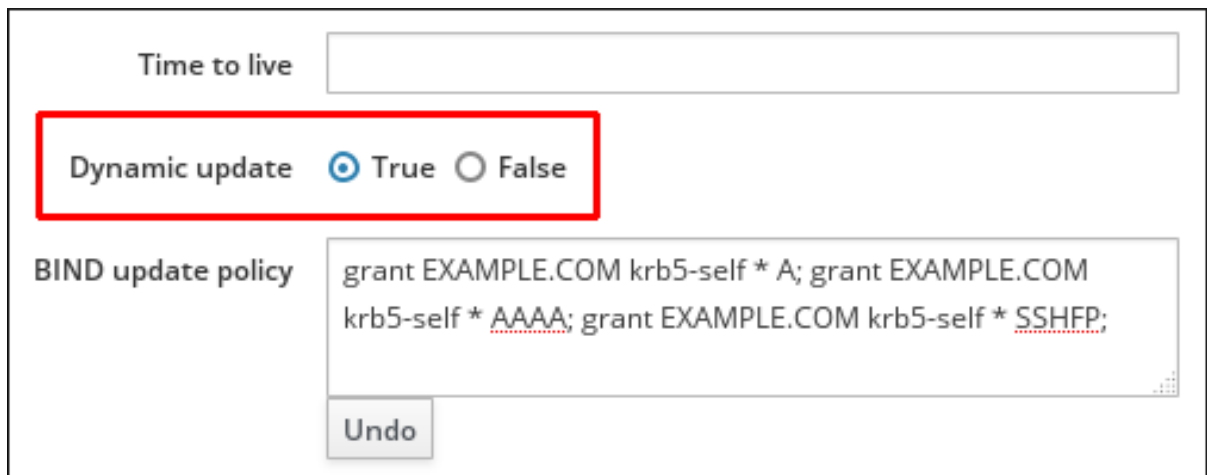 Time to live
Dynamic update True False
BIND update policy
grant EXAMPLE.COM krb5-self * A; grant EXAMPLE.COM
krb5-self * AAAA; grant EXAMPLE.COM krb5-self * SSHFP;
Undo